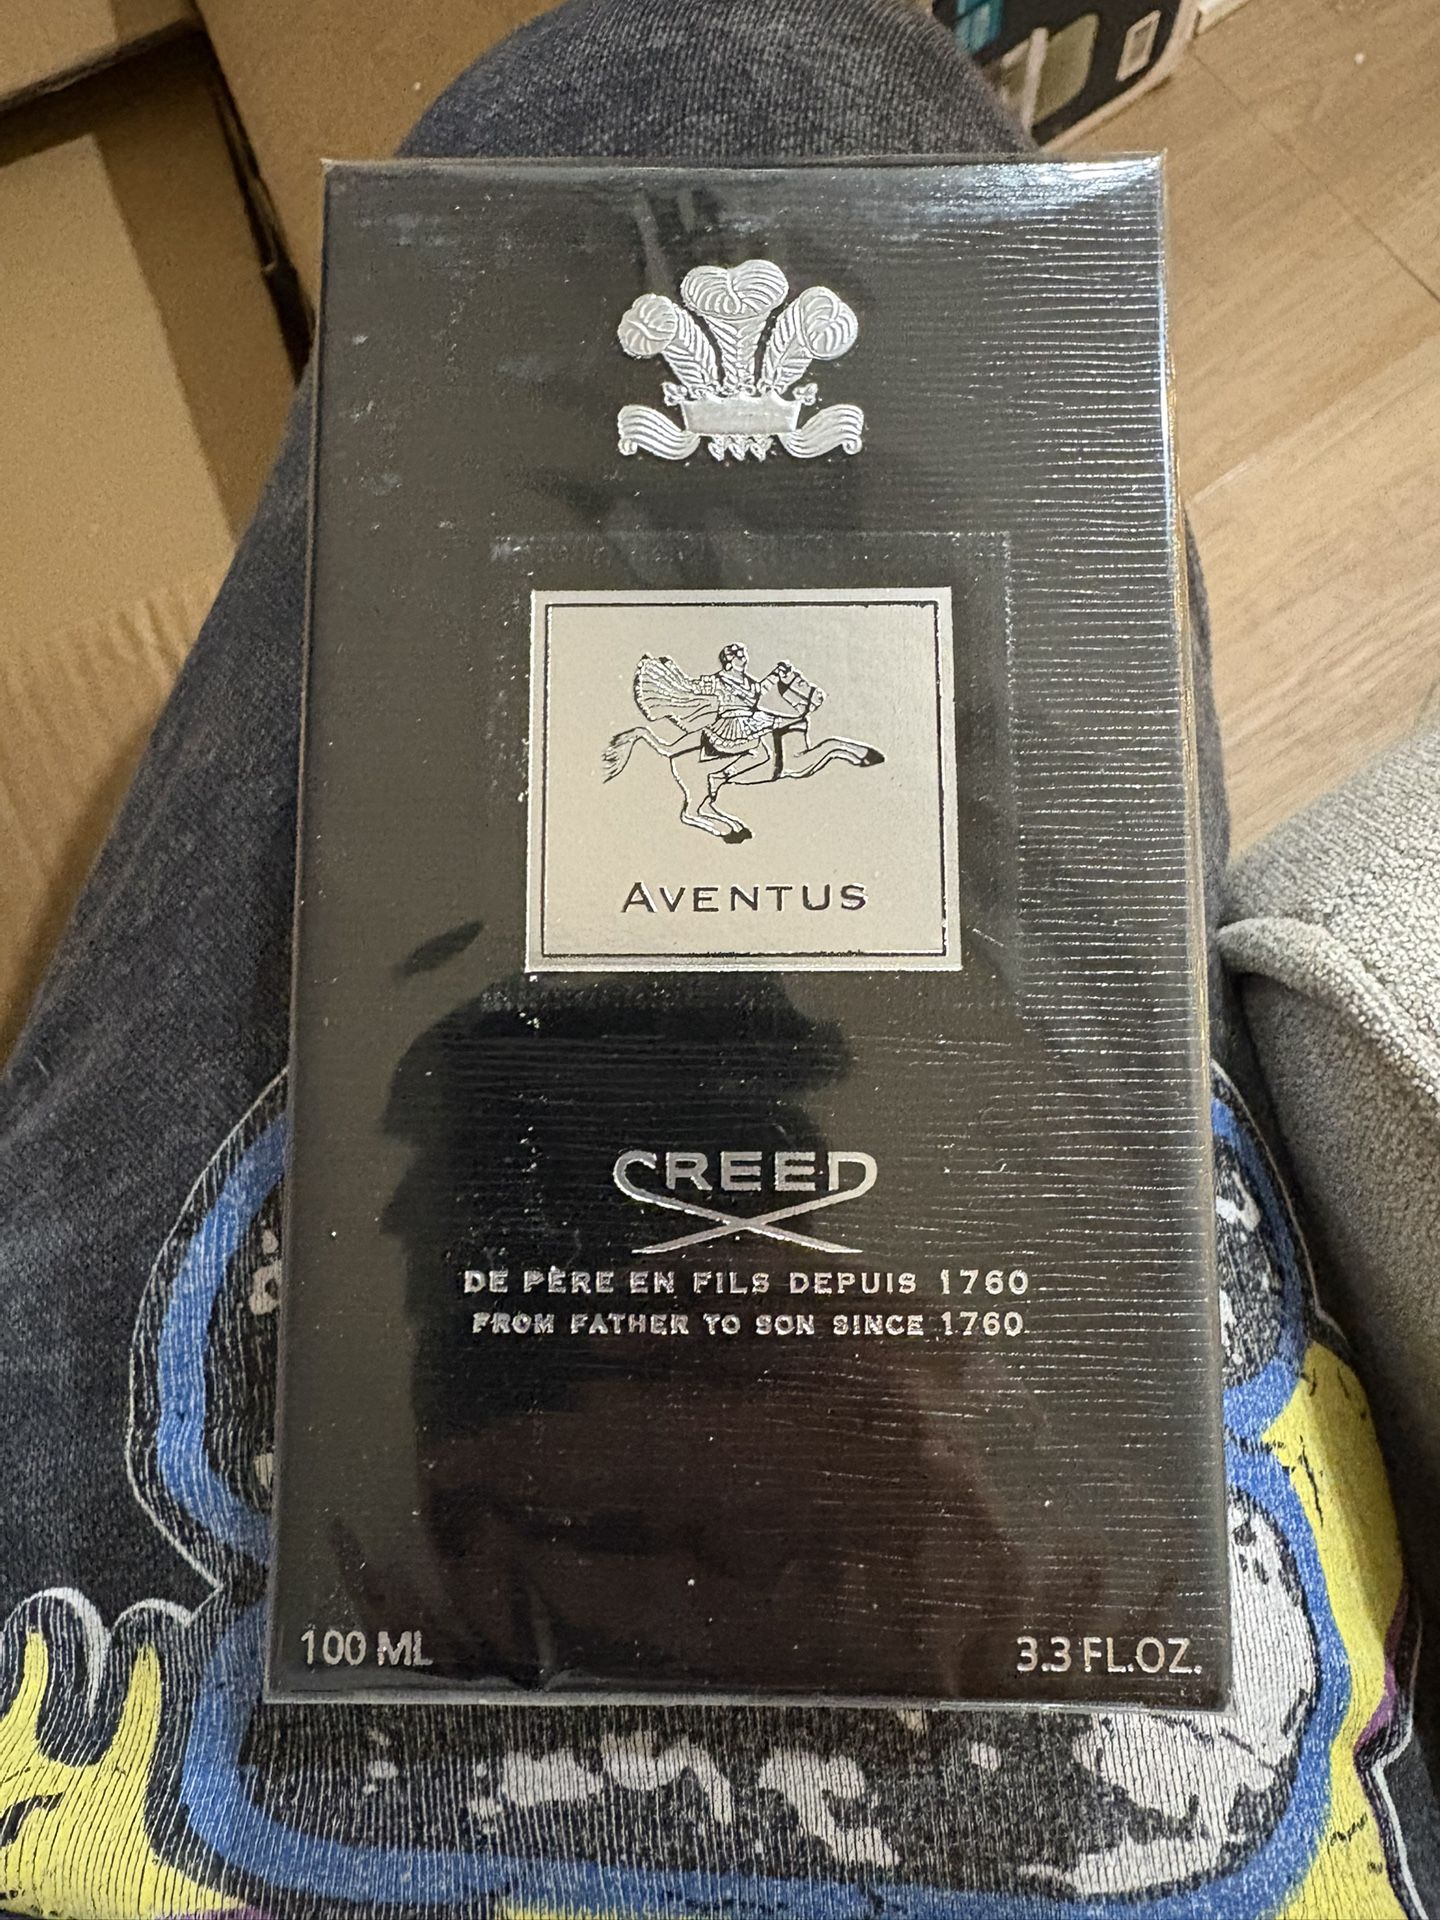 AVENTUS
CREED
DE PÈRE EN FILS DEPUIS 1760
FROM FATHER TO SON SINCE 1760
100 ML
3.3 FL.OZ.